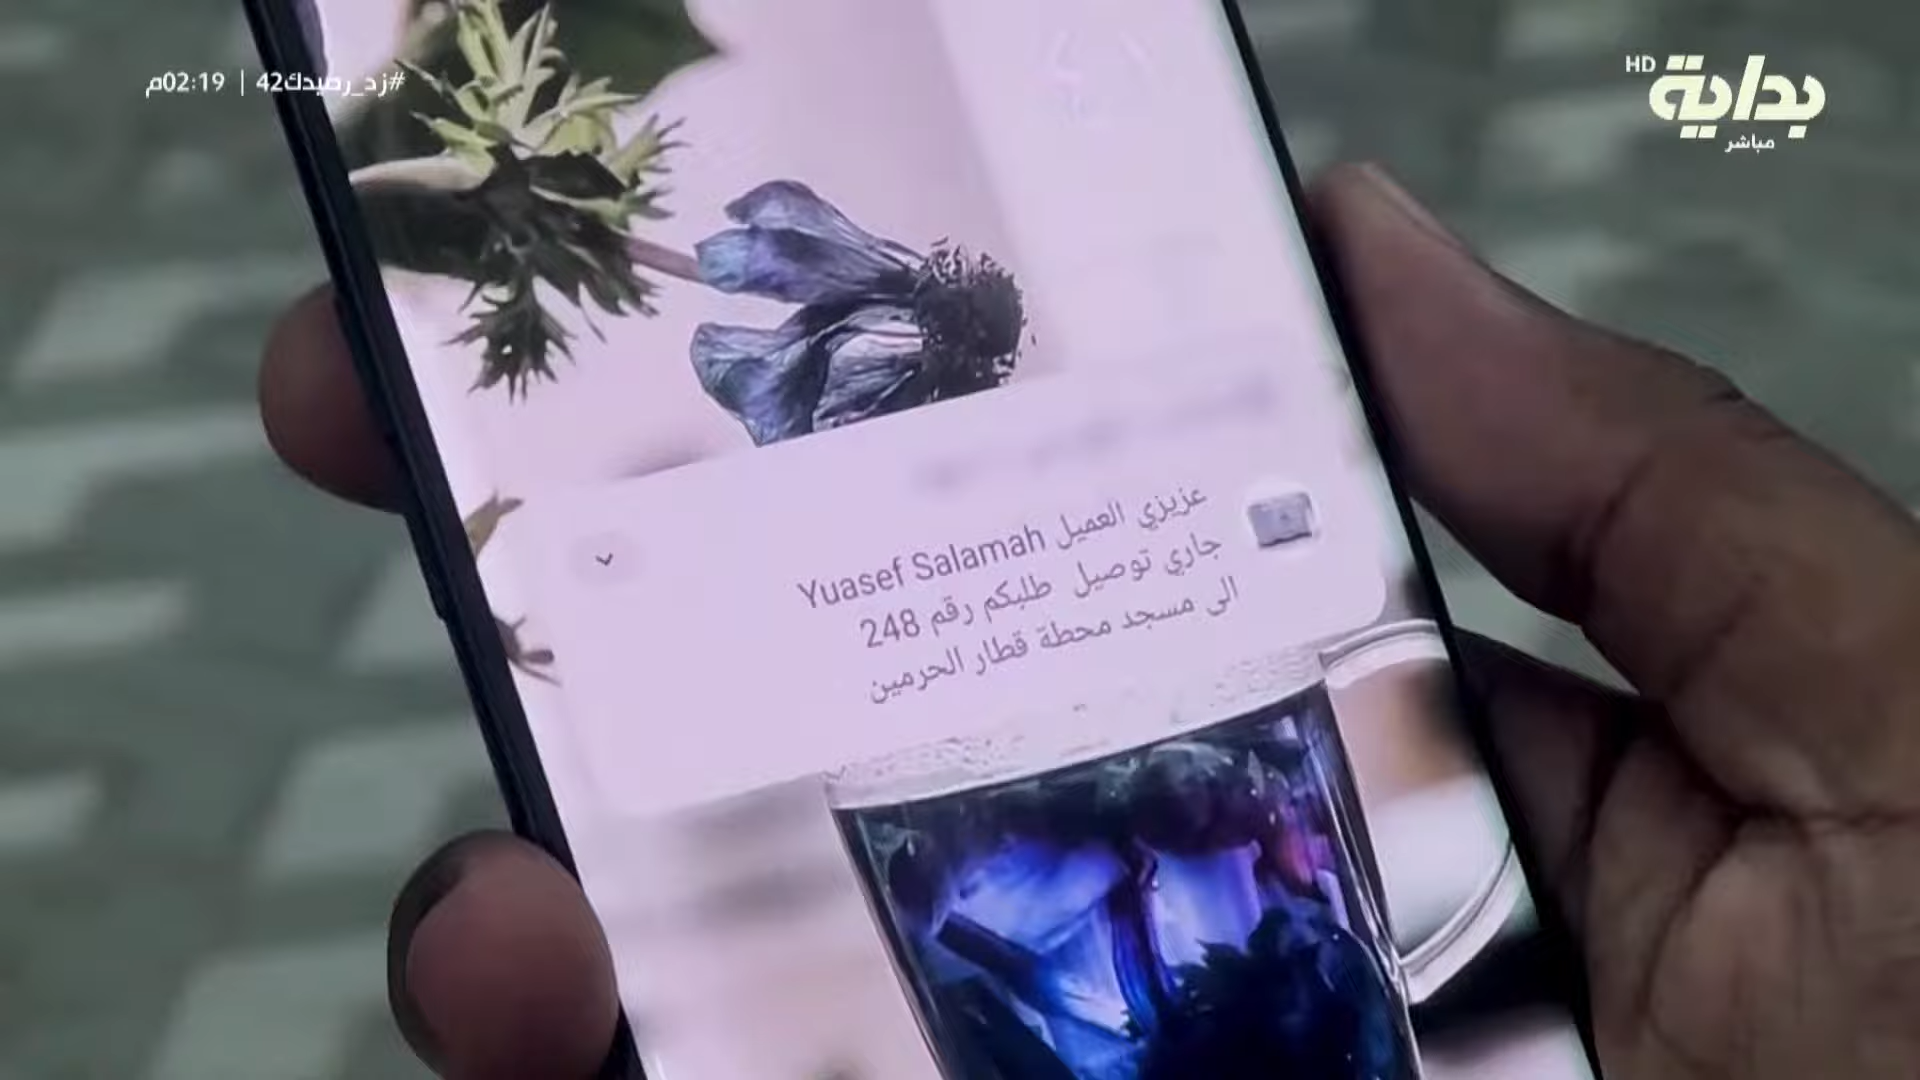 #زد_رصيدك42 | 02:19م
HD بداية
مباشر
عزيزي العميل Yuasef Salamah
جاري توصيل طلبكم رقم 248
الى مسجد محطة قطار الحرمين